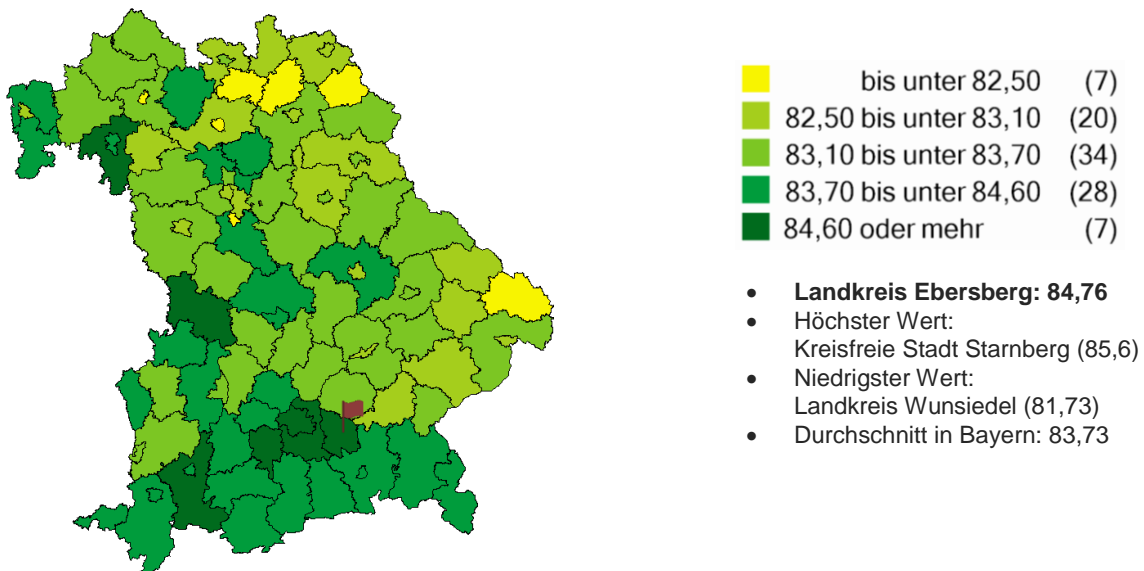 bis unter 82,50 (7)
82,50 bis unter 83,10 (20)
83,10 bis unter 83,70 (34)
83,70 bis unter 84,60 (28)
84,60 oder mehr (7)
• Landkreis Ebersberg: 84,76
• Höchster Wert:
Kreisfreie Stadt Starnberg (85,6)
• Niedrigster Wert:
Landkreis Wunsiedel (81,73)
• Durchschnitt in Bayern: 83,73